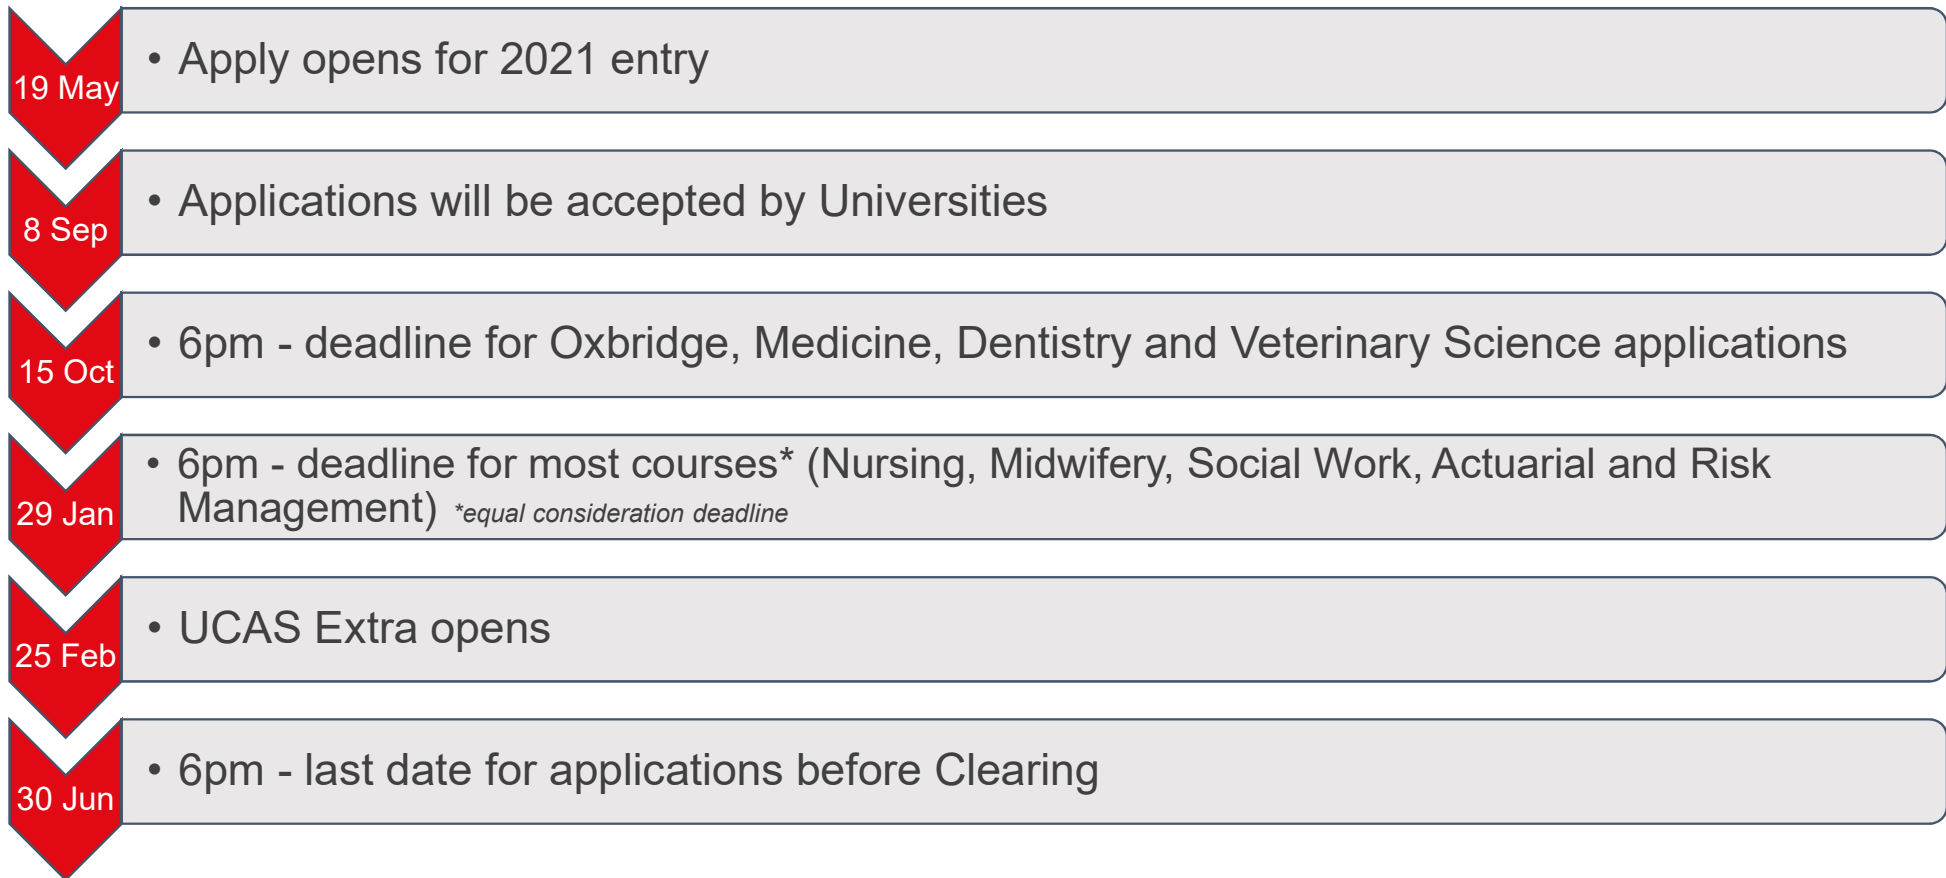 19 May
• Apply opens for 2021 entry
8 Sep
• Applications will be accepted by Universities
15 Oct
• 6pm - deadline for Oxbridge, Medicine, Dentistry and Veterinary Science applications
29 Jan
• 6pm - deadline for most courses* (Nursing, Midwifery, Social Work, Actuarial and Risk
Management) *equal consideration deadline
25 Feb
• UCAS Extra opens
30 Jun
• 6pm - last date for applications before Clearing